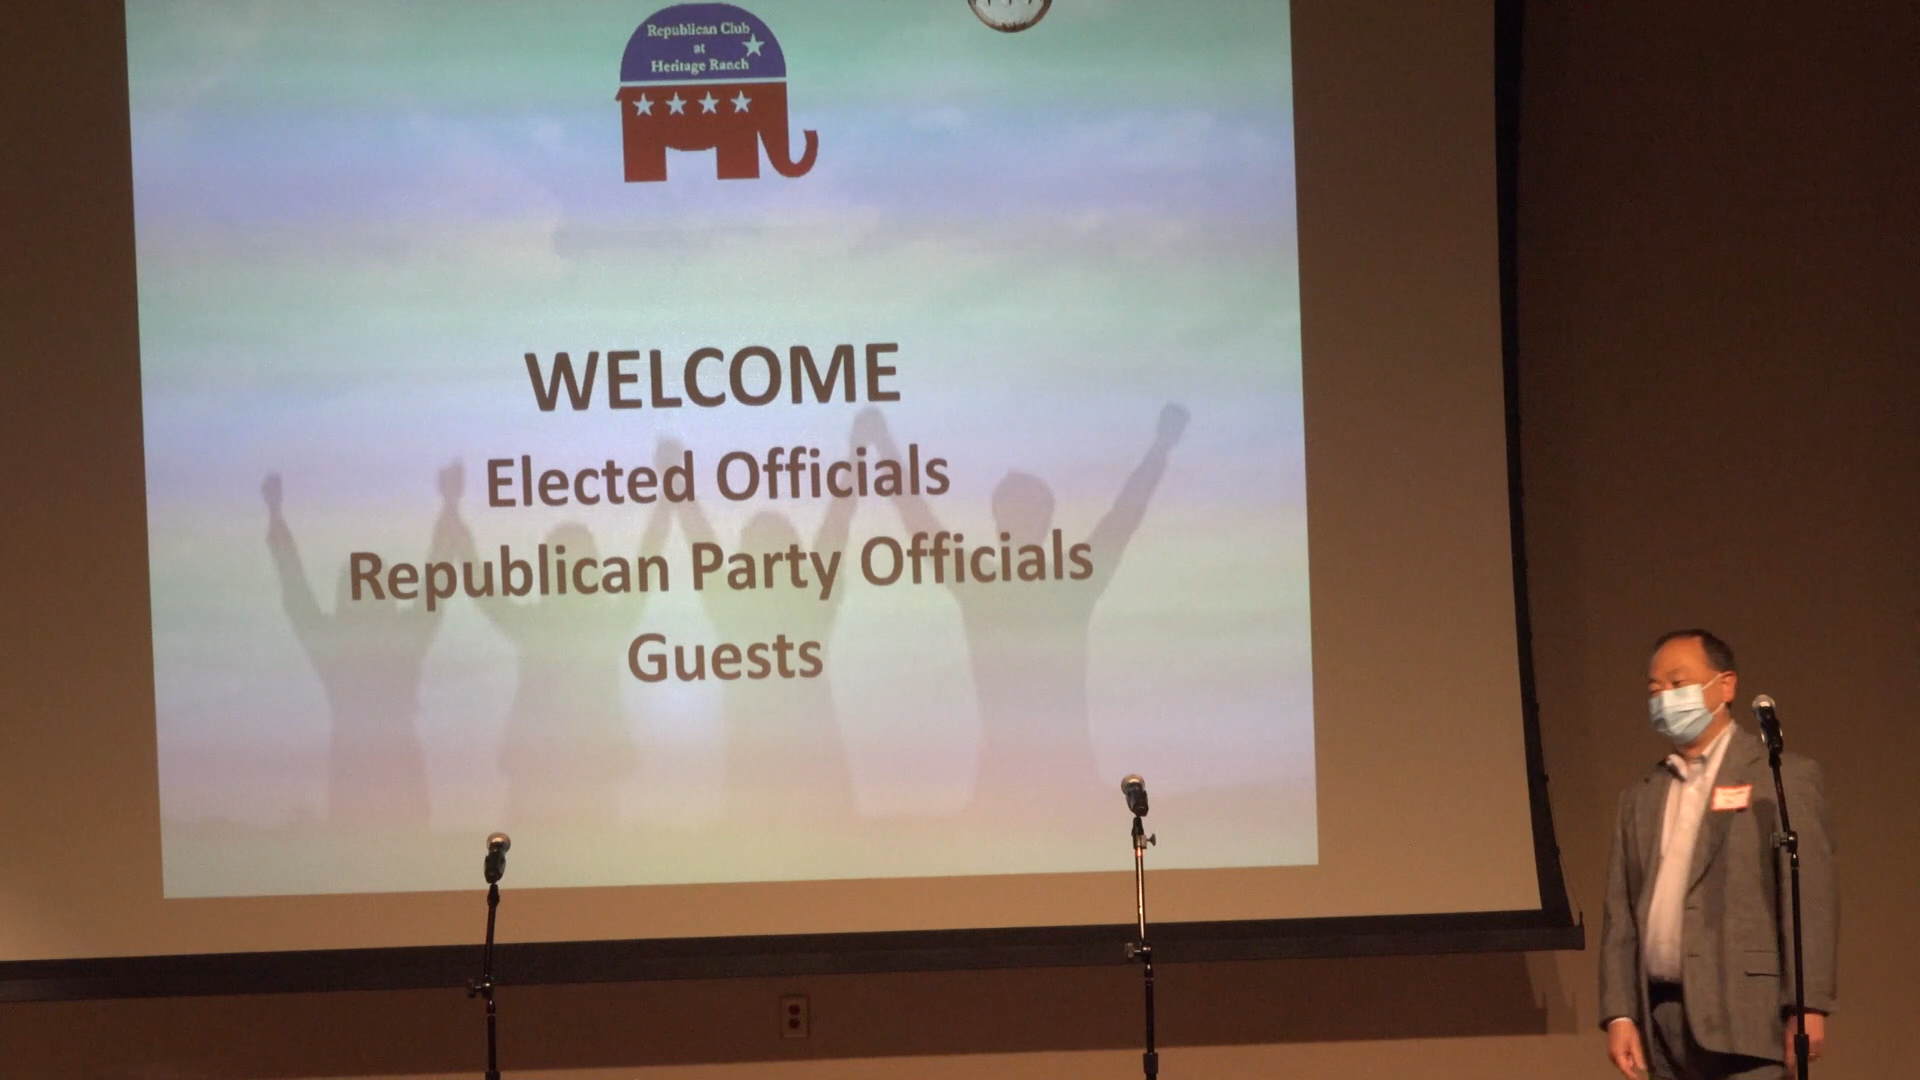 Republican Club
at
Heritage Ranch
WELCOME
Elected Officials
Republican Party Officials
Guests